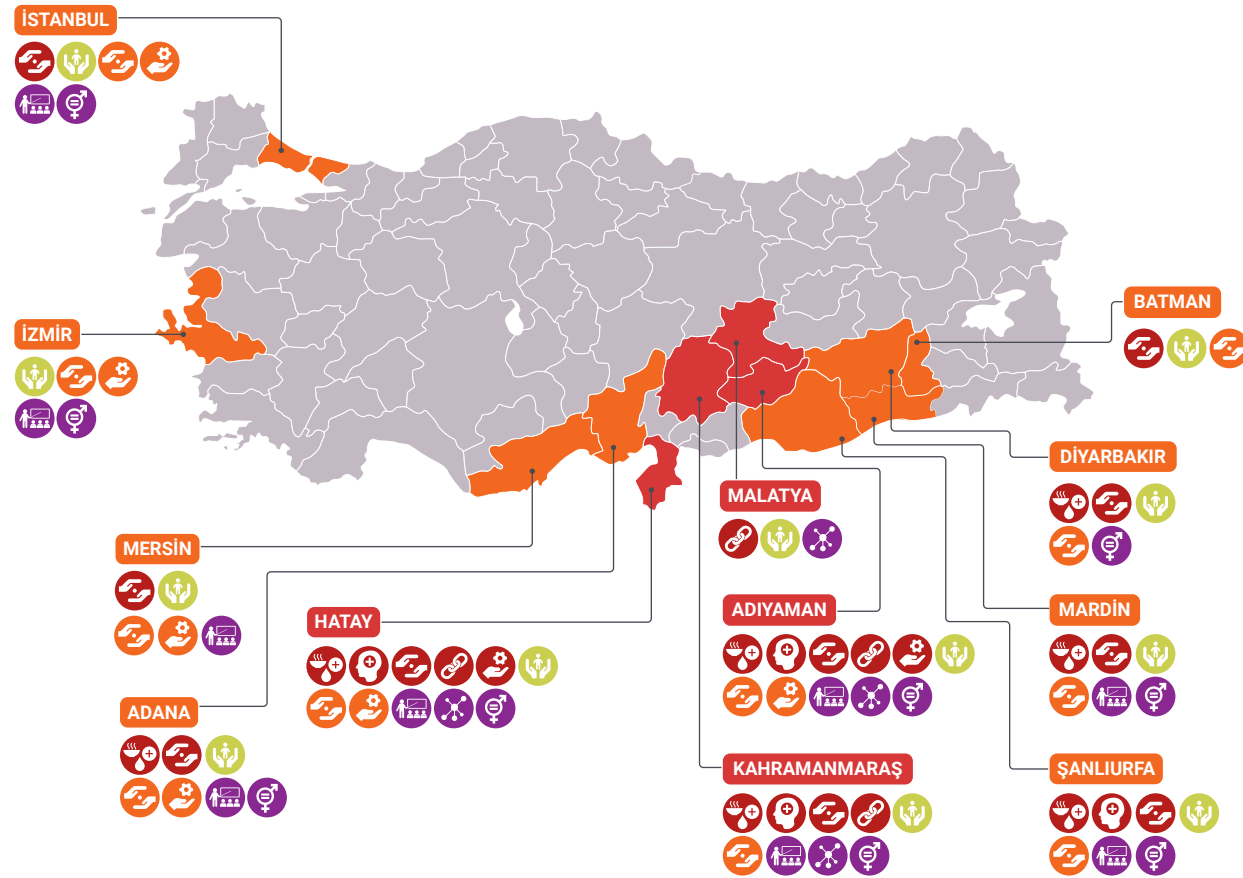 İSTANBUL
İZMİR
BATMAN
DİYARBAKIR
MALATYA
MERSİN
HATAY
ADIYAMAN
MARDİN
ADANA
KAHRAMANMARAŞ
ŞANLIURFA